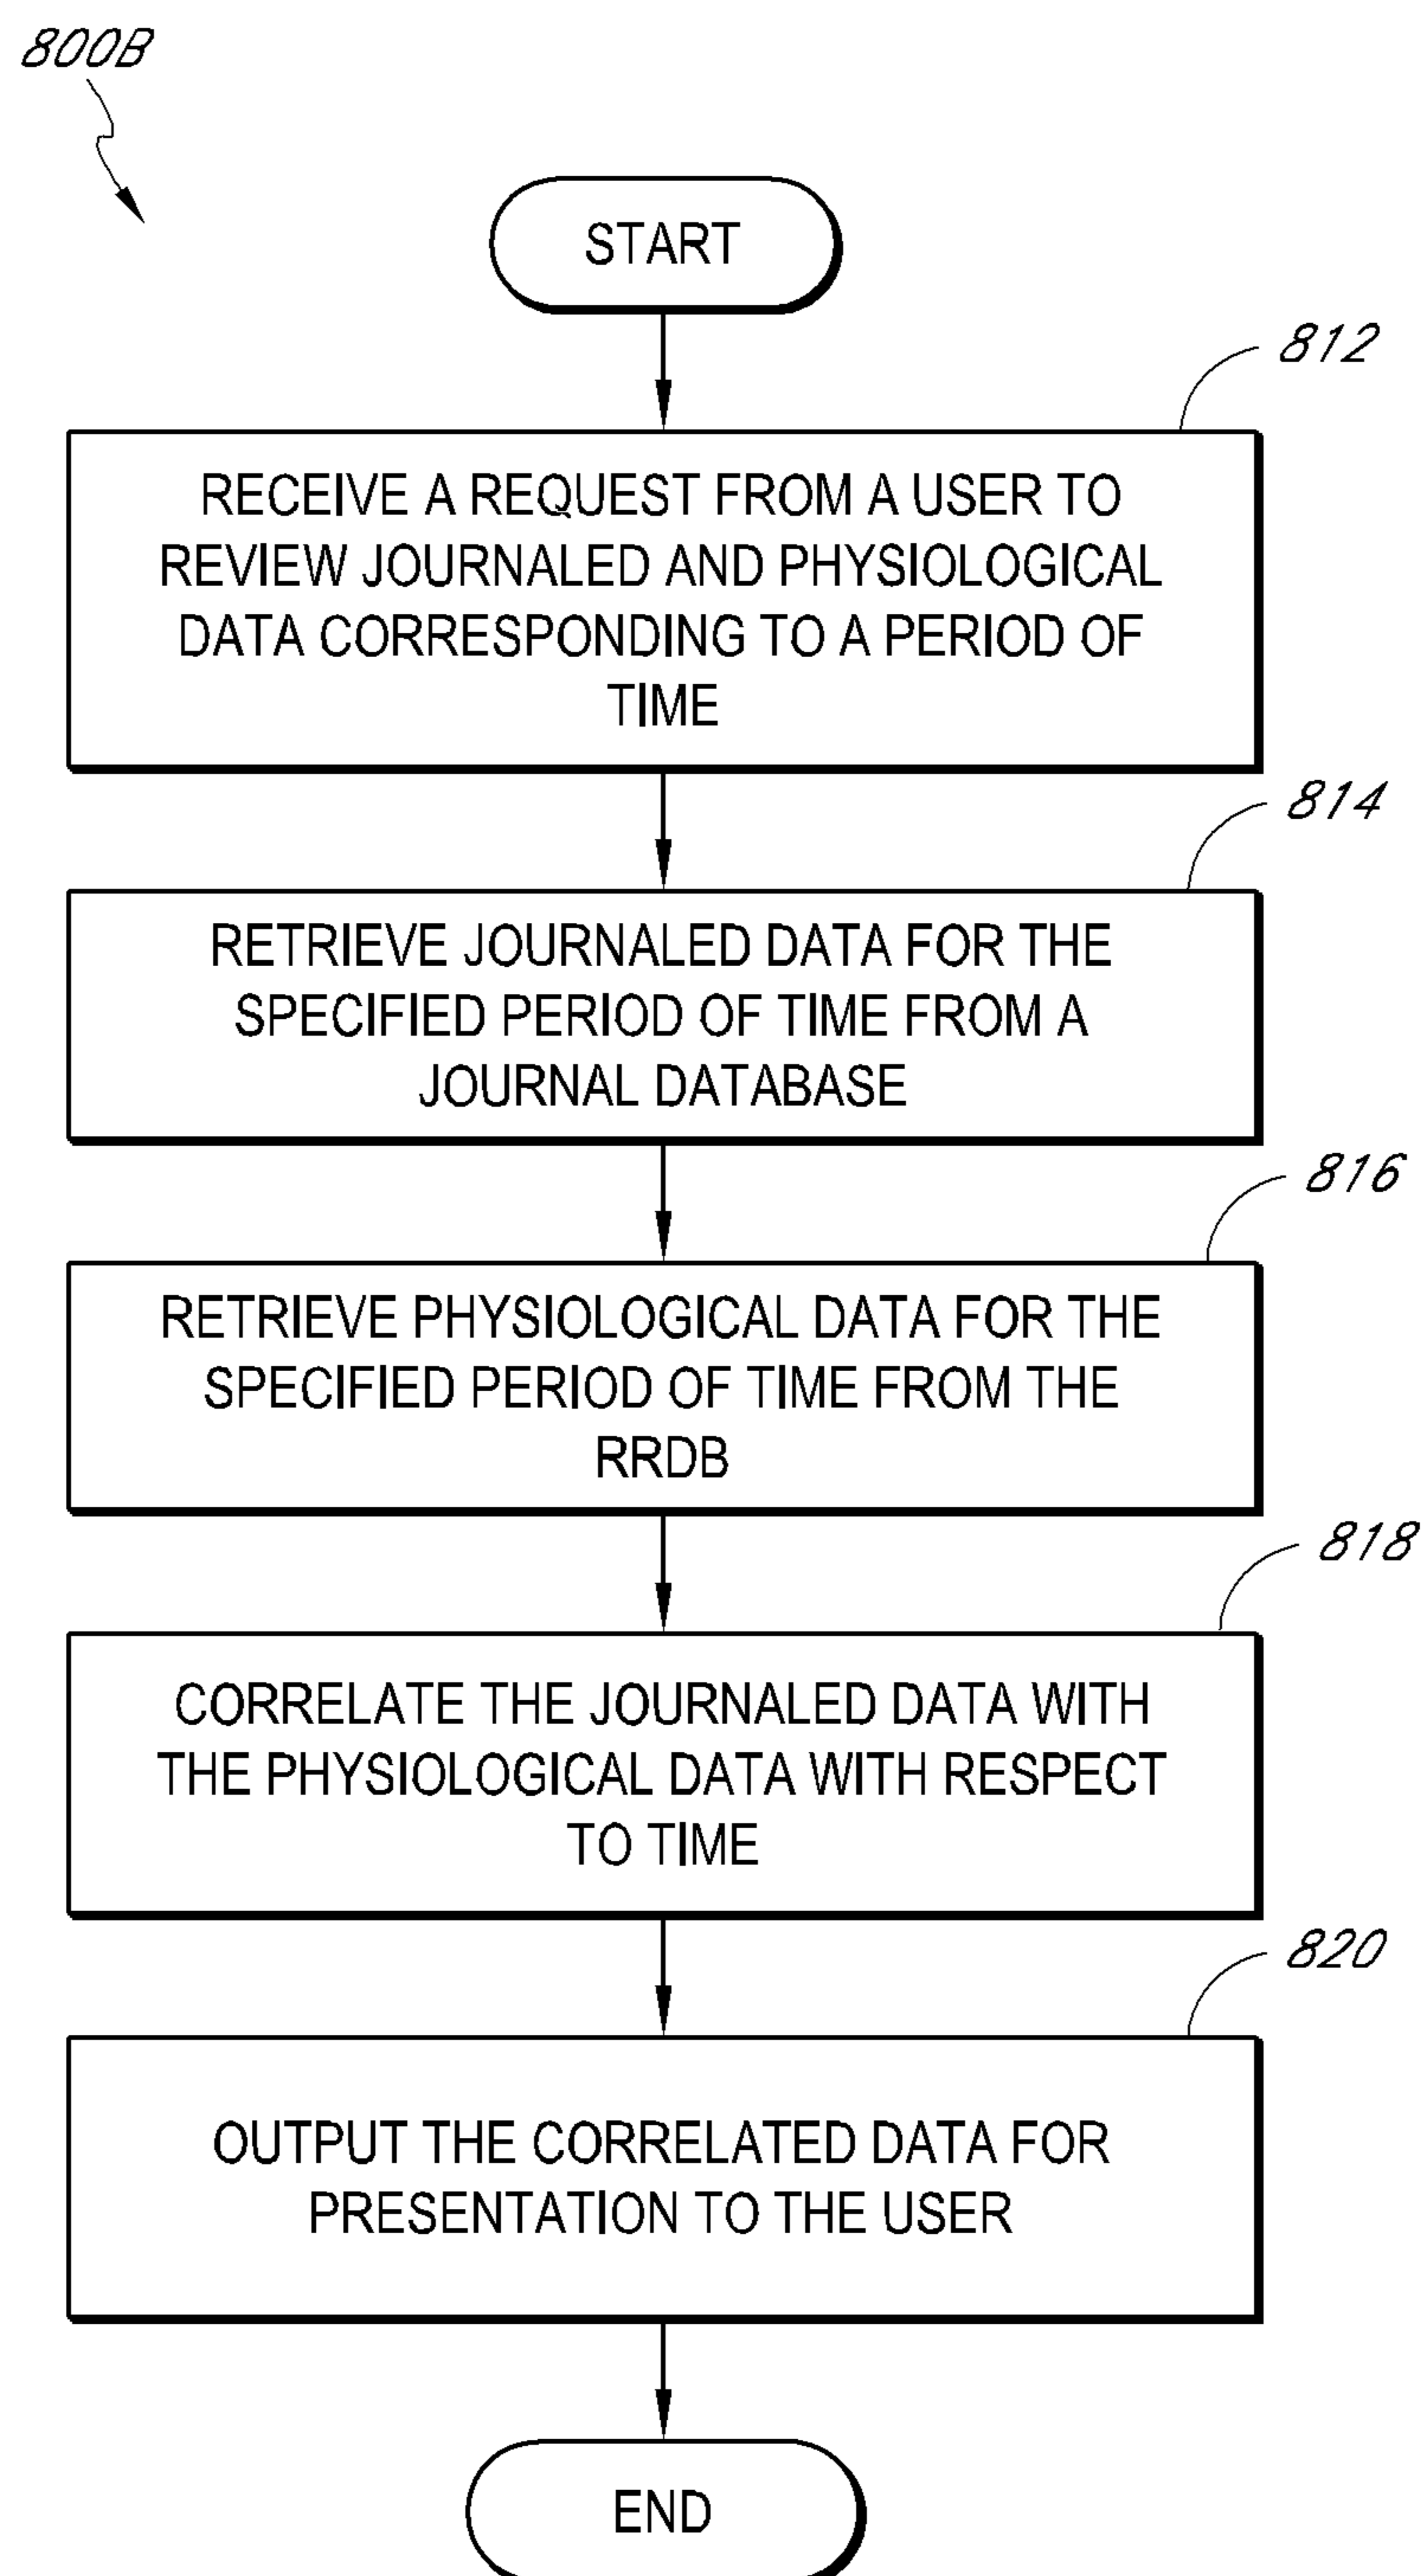 800B
START
812
RECEIVE A REQUEST FROM A USER TO
REVIEW JOURNALED AND PHYSIOLOGICAL
DATA CORRESPONDING TO A PERIOD OF
TIME
814
RETRIEVE JOURNALED DATA FOR THE
SPECIFIED PERIOD OF TIME FROM A
JOURNAL DATABASE
816
RETRIEVE PHYSIOLOGICAL DATA FOR THE
SPECIFIED PERIOD OF TIME FROM THE
RRDB
818
CORRELATE THE JOURNALED DATA WITH
THE PHYSIOLOGICAL DATA WITH RESPECT
TO TIME
820
OUTPUT THE CORRELATED DATA FOR
PRESENTATION TO THE USER
END